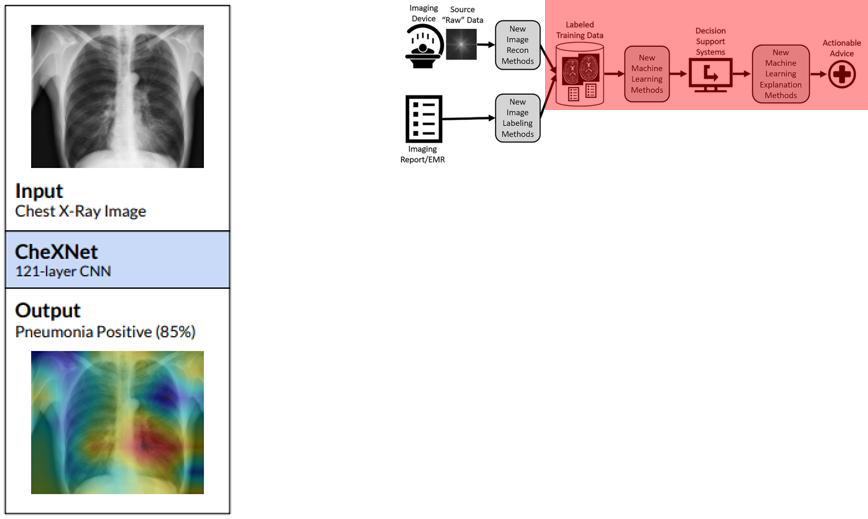 Input
Chest X-Ray Image
CheXNet
121-layer CNN
Output
Pneumonia Positive (85%)
Imaging
Device
Source
"Raw" Data
New
Image
Recon
Methods
Imaging
Report/EMR
New
Image
Labeling
Methods
Labeled
Training Data
New
Machine
Learning
Methods
Decision
Support
Systems
New
Machine
Learning
Explanation
Methods
Actionable
Advice